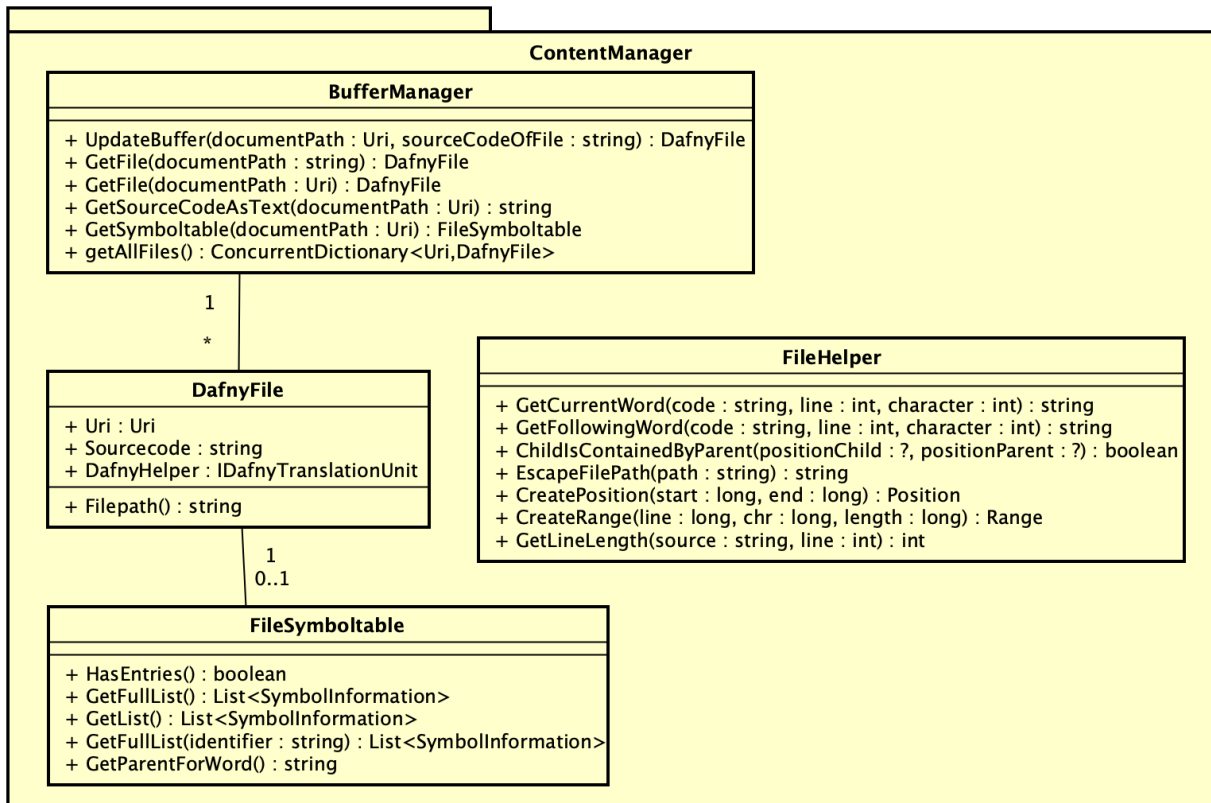 ContentManager
BufferManager
+ UpdateBuffer(documentPath : Uri, sourceCodeOfFile : string) : DafnyFile
+ GetFile(documentPath : string) : DafnyFile
+ GetFile(documentPath : Uri) : DafnyFile
+ GetSourceCodeAsText(documentPath : Uri) : string
+ GetSymboltable(documentPath : Uri) : FileSymboltable
+ getAllFiles() : ConcurrentDictionary<Uri,DafnyFile>
1
*
DafnyFile
+ Uri : Uri
+ Sourcecode : string
+ DafnyHelper : IDafnyTranslationUnit
+ Filepath() : string
FileHelper
+ GetCurrentWord(code : string, line : int, character : int) : string
+ GetFollowingWord(code : string, line : int, character : int) : string
+ ChildIsContainedByParent(positionChild : ?, positionParent : ?) : boolean
+ EscapeFilePath(path : string) : string
+ CreatePosition(start : long, end : long) : Position
+ CreateRange(line : long, chr : long, length : long) : Range
+ GetLineLength(source : string, line : int) : int
1
0..1
FileSymboltable
+ HasEntries() : boolean
+ GetFullList() : List<SymbolInformation>
+ GetList() : List<SymbolInformation>
+ GetFullList(identifier : string) : List<SymbolInformation>
+ GetParentForWord() : string